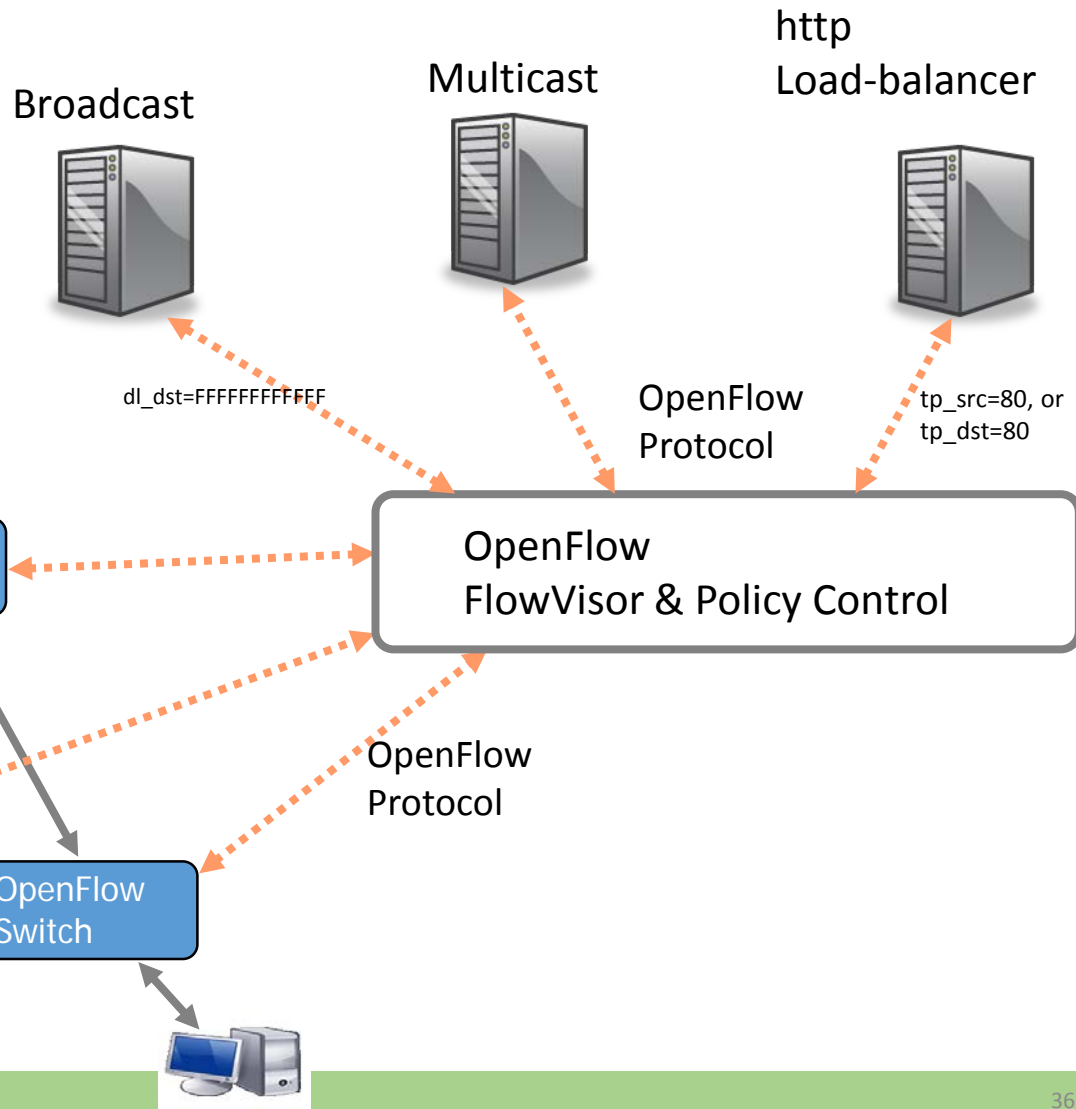 http
Load-balancer
Multicast
Broadcast
dl_dst=FFFFFFFFFFFF
OpenFlow
Protocol
tp_src=80, or
tp_dst=80
OpenFlow
FlowVisor & Policy Control
OpenFlow
Protocol
OpenFlow
Switch
36